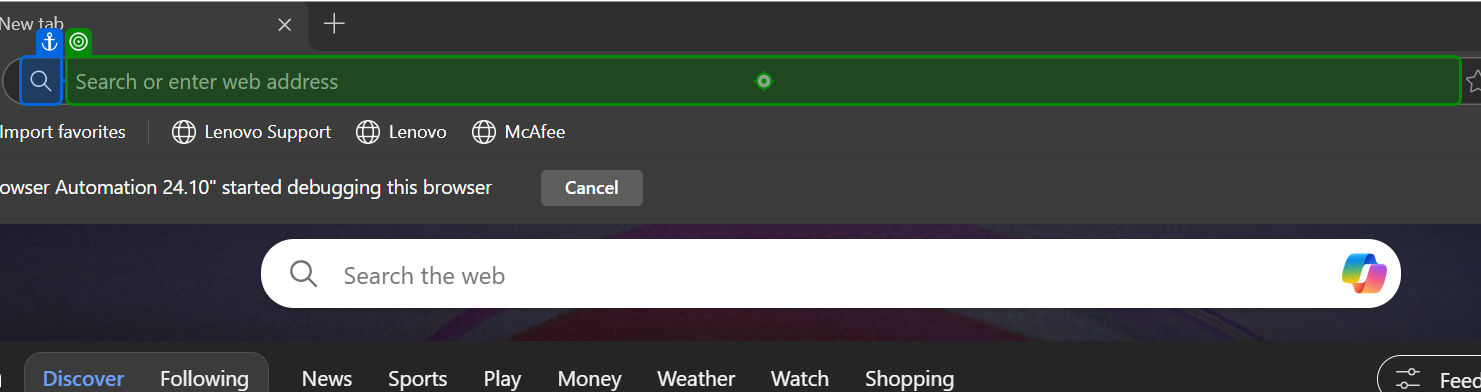 New tab
Search or enter web address
Import favorites Lenovo Support Lenovo McAfee
owser Automation 24.10" started debugging this browser Cancel
Search the web
Discover Following News Sports Play Money Weather Watch Shopping Feed